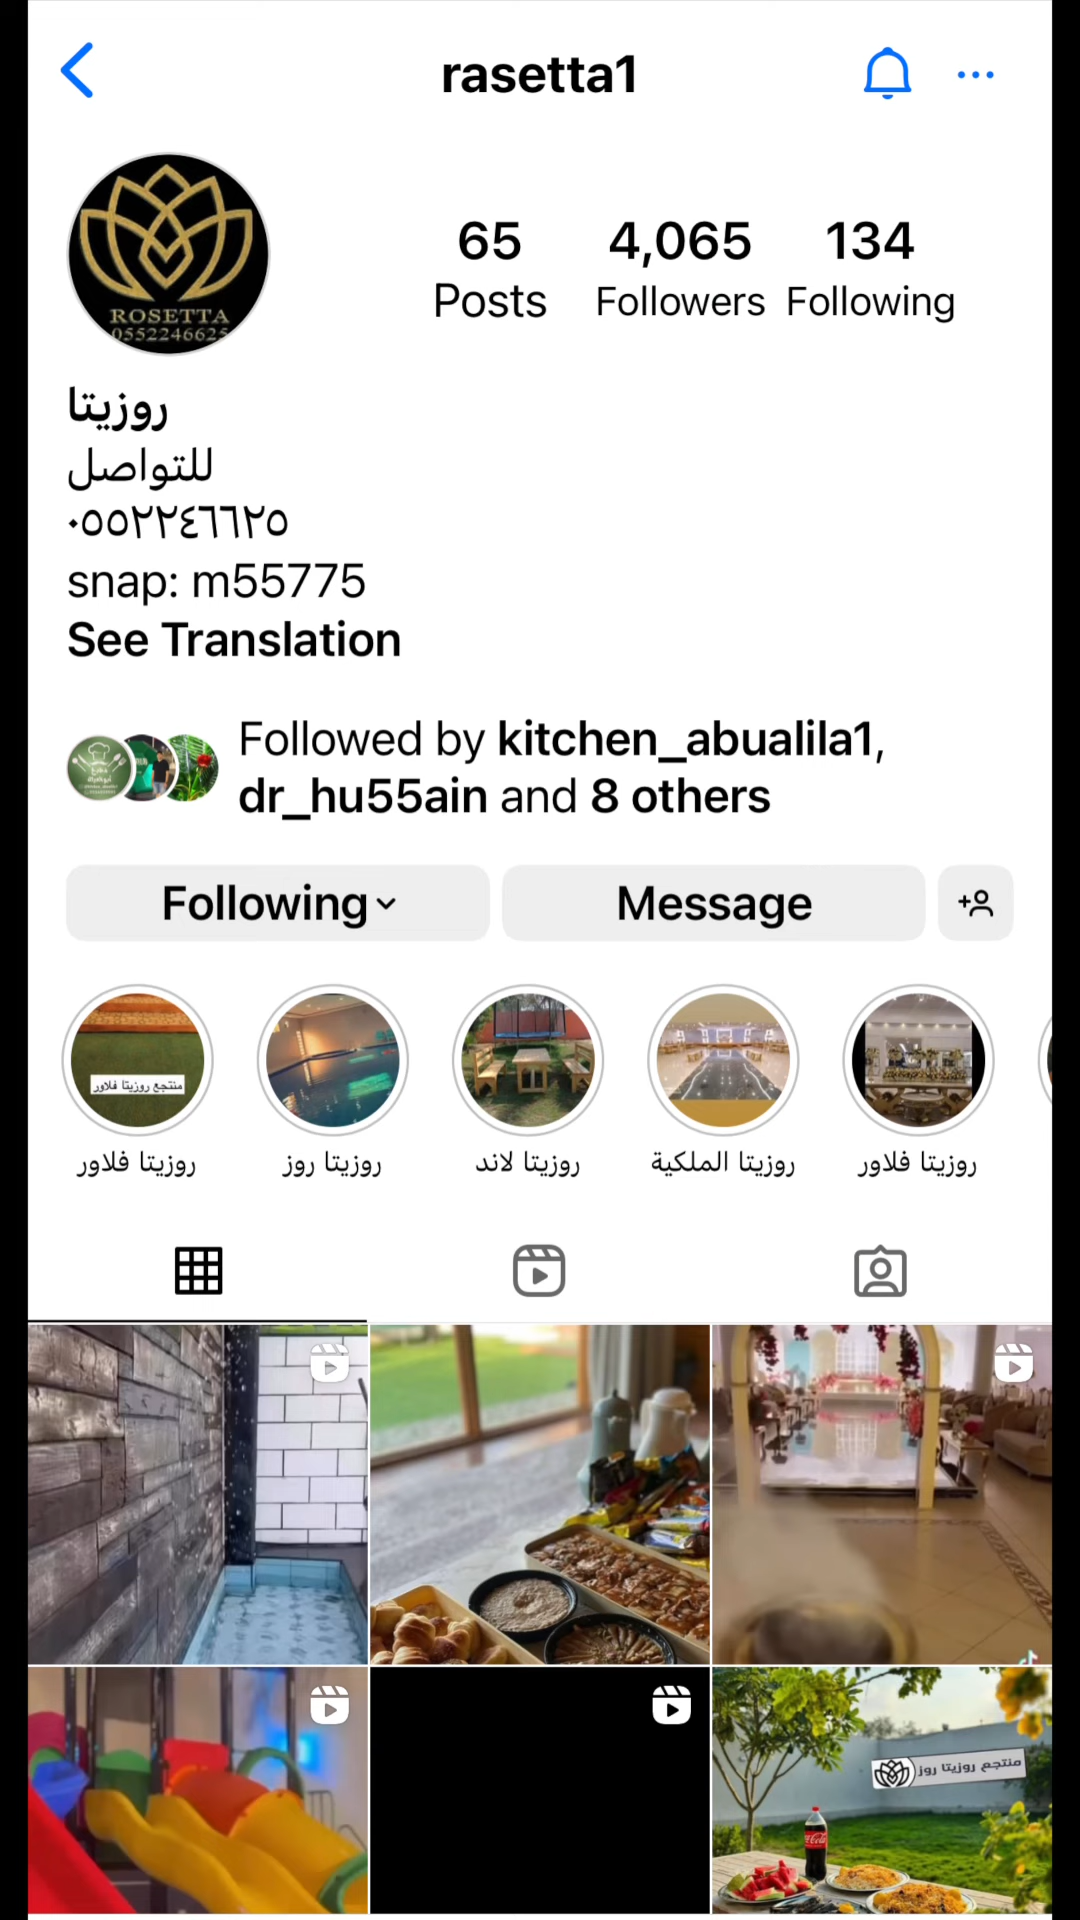 rasetta1
ROSETTA
0552246625
65
Posts
4,065
Followers
134
Following
روزيتا
للتواصل
٠٥٥٢٢٤٦٦٢٥
snap: m55775
See Translation
Followed by kitchen_abualila1,
dr_hu55ain and 8 others
Following
Message
منتجع روزيتا فلاور
روزيتا فلاور
روزيتا روز
روزيتا لاند
روزيتا الملكية
روزيتا فلاور
منتجع روزيتا روز